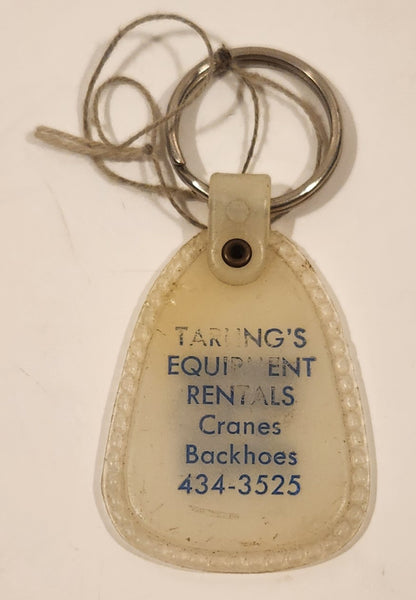 TARLING'S
EQUIPMENT
RENTALS
Cranes
Backhoes
434-3525